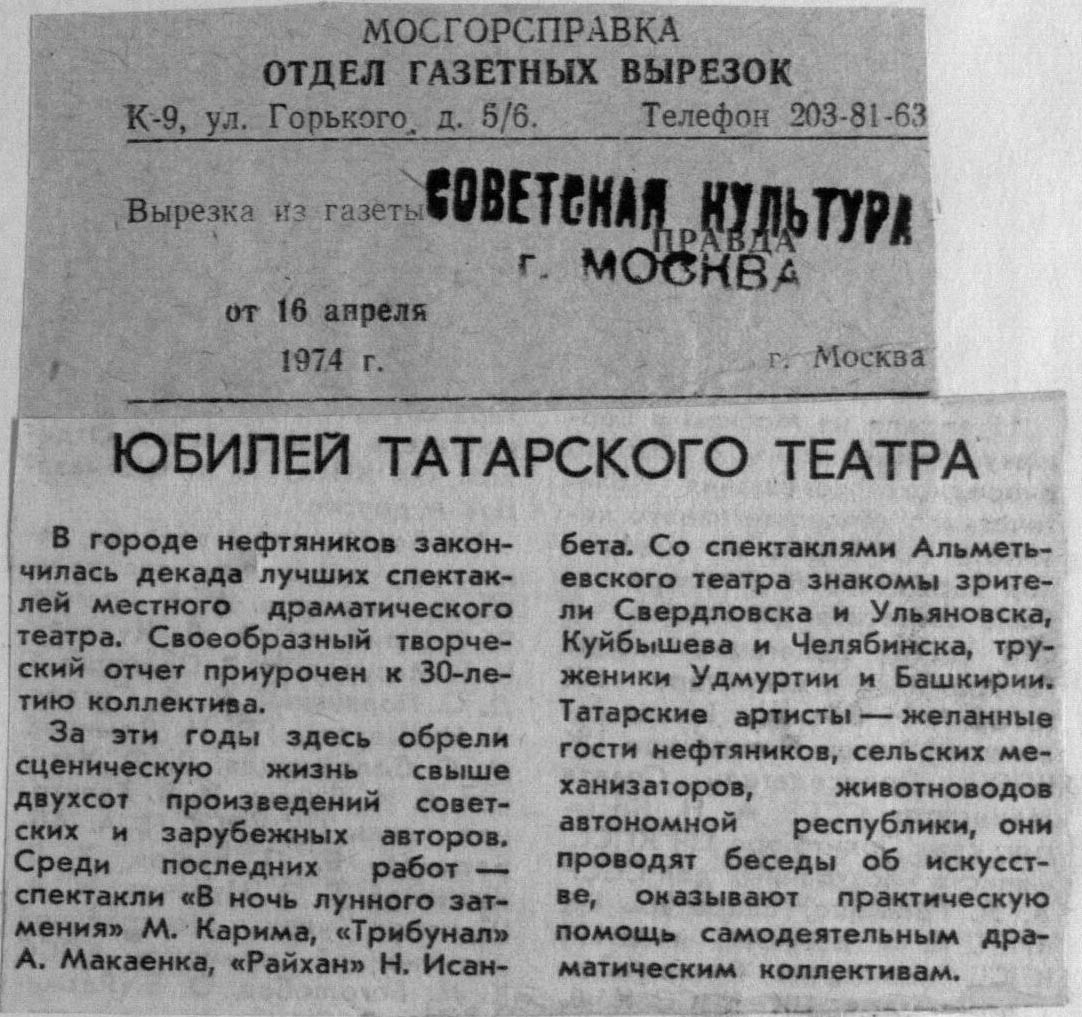 МОСГОРСПРАВКА
ОТДЕЛ ГАЗЕТНЫХ ВЫРЕЗОК
К-9, ул. Горького, д. 5/6. Телефон 203-81-63
Вырезка из газеты СОВЕТСКАЯ КУЛЬТУРА
ПРАВДА
г. МОСКВА
от 16 апреля
1974 г. г. Москва
ЮБИЛЕЙ ТАТАРСКОГО ТЕАТРА
В городе нефтяников закон-
чилась декада лучших спектак-
лей местного драматического
театра. Своеобразный творче-
ский отчет приурочен к 30-ле-
тию коллектива.
За эти годы здесь обрели
сценическую жизнь свыше
двухсот произведений совет-
ских и зарубежных авторов.
Среди последних работ —
спектакли «В ночь лунного зат-
мения» М. Карима, «Трибунал»
А. Макаенка, «Райхан» Н. Исан-
бета. Со спектаклями Альметь-
евского театра знакомы зрите-
ли Свердловска и Ульяновска,
Куйбышева и Челябинска, тру-
женики Удмуртии и Башкирии.
Татарские артисты — желанные
гости нефтяников, сельских ме-
ханизаторов, животноводов
автономной республики, они
проводят беседы об искусст-
ве, оказывают практическую
помощь самодеятельным дра-
матическим коллективам.